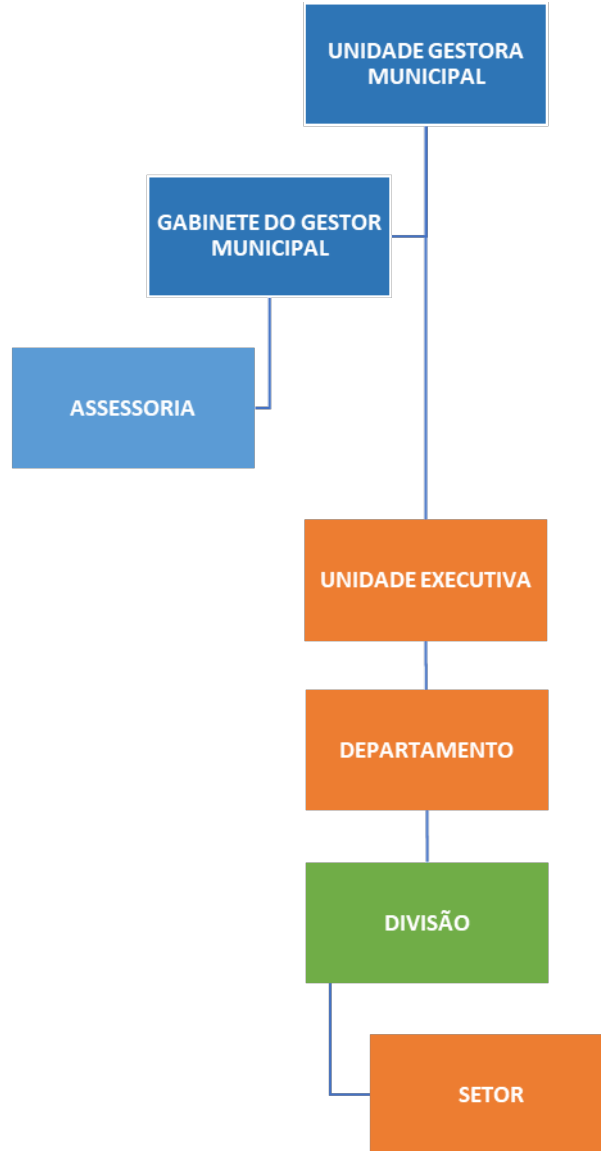 UNIDADE GESTORA
MUNICIPAL
GABINETE DO GESTOR
MUNICIPAL
ASSESSORIA
UNIDADE EXECUTIVA
DEPARTAMENTO
DIVISÃO
SETOR